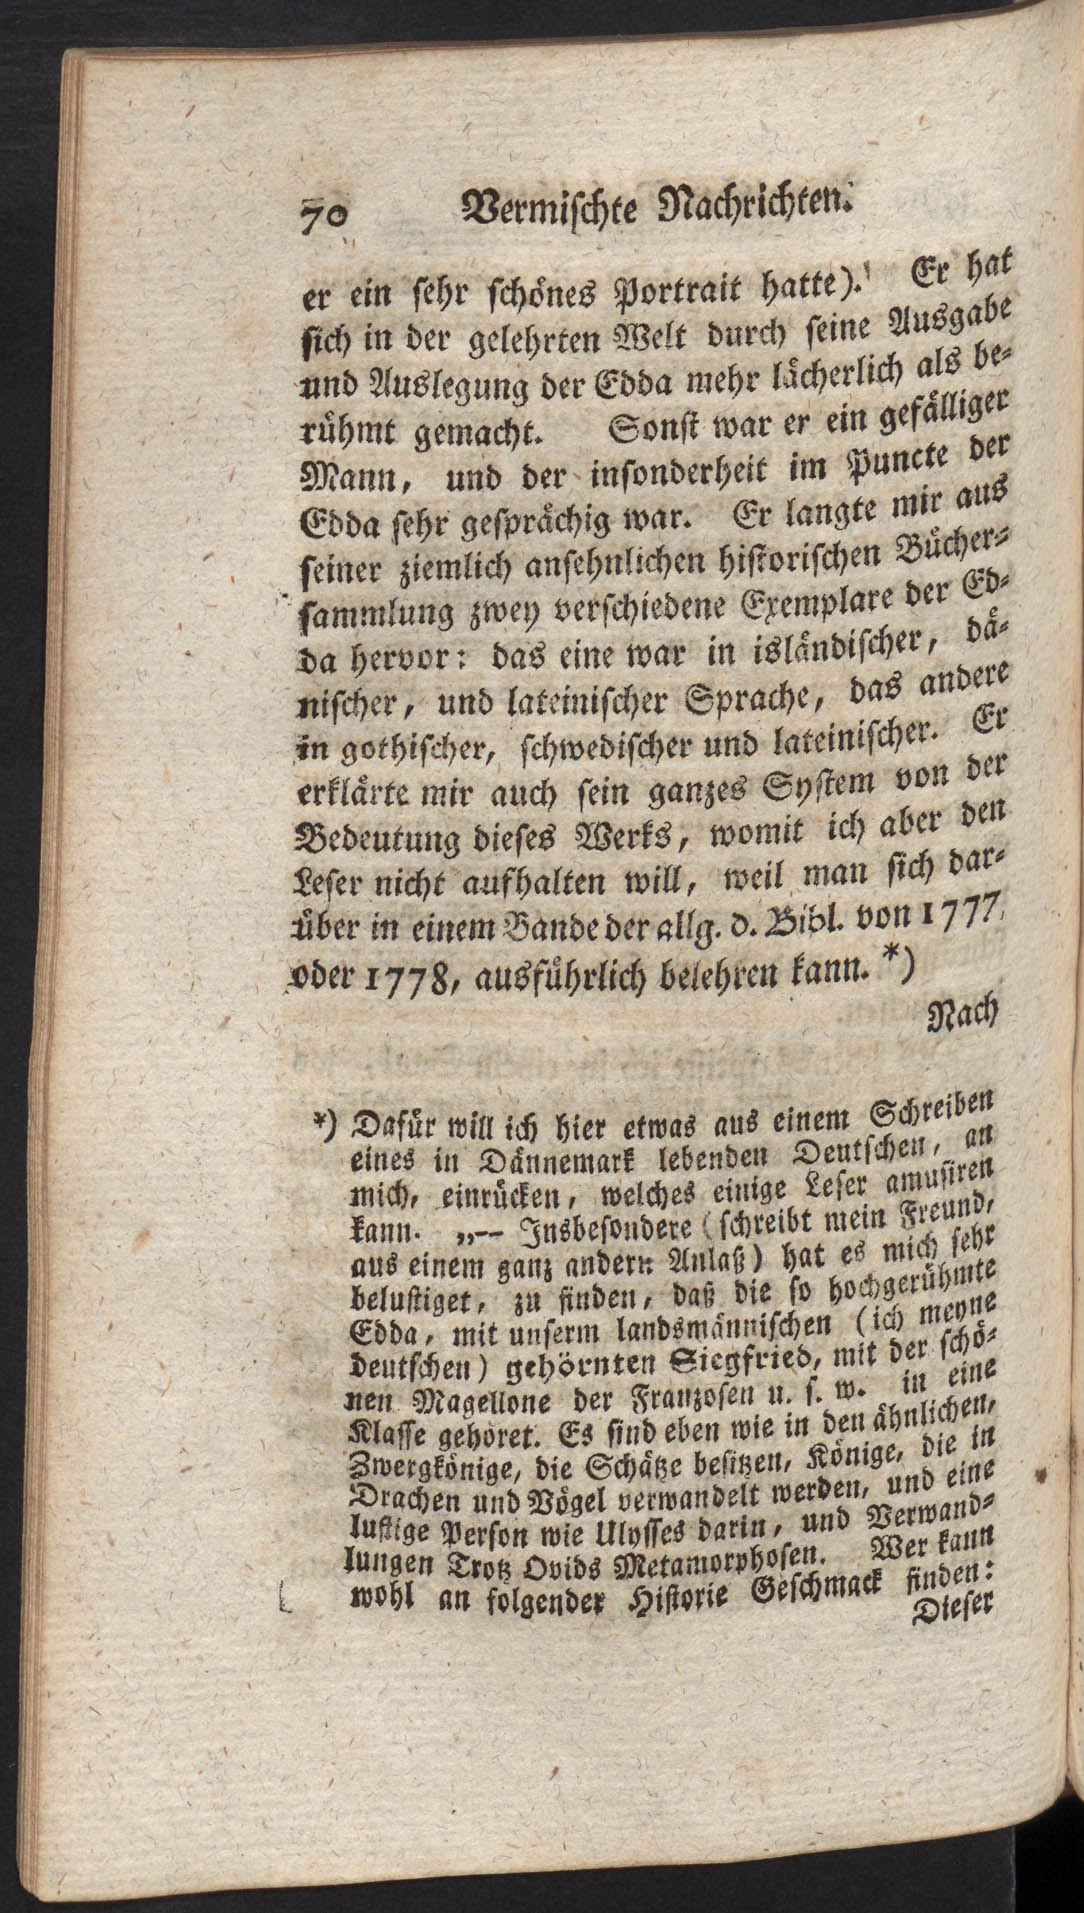 70 Vermischte Nachrichten.
er ein sehr schönes Portrait hatte). Er hat
sich in der gelehrten Welt durch seine Ausgabe
und Auslegung der Edda mehr lächerlich als be-
rühmt gemacht. Sonst war er ein gefälliger
Mann, und der insonderheit im Puncte der
Edda sehr gesprächig war. Er langte mir aus
seiner ziemlich ansehnlichen historischen Bücher-
sammlung zwey verschiedene Exemplare der Ed-
da hervor: das eine war in isländischer, dä-
nischer, und lateinischer Sprache, das andere
in gothischer, schwedischer und lateinischer. Er
erklärte mir auch sein ganzes System von der
Bedeutung dieses Werks, womit ich aber den
Leser nicht aufhalten will, weil man sich dar-
über in einem Bande der allg. d. Bibl. von 1777,
oder 1778, ausführlich belehren kann. *)
Nach
*) Dafür will ich hier etwas aus einem Schreiben
eines in Dännemark lebenden Deutschen, an
mich, einrücken, welches einige Leser amusiren
kann. „-- Insbesondere (schreibt mein Freund,
aus einem ganz andern Anlaß) hat es mich sehr
belustiget, zu finden, daß die so hochgerühmte
Edda, mit unserm landsmännischen (ich meyne
deutschen) gehörnten Siegfried, mit der schö-
nen Magellone der Franzosen u. s. w. in eine
Klasse gehöret. Es sind eben wie in den ähnlichen,
Zwergkönige, die Schätze besitzen, Könige, die in
Drachen und Vögel verwandelt werden, und eine
lustige Person wie Ulysses darin, und Verwand-
lungen Trotz Ovids Metamorphosen. Wer kann
wohl an folgender Historie Geschmack finden:
Dieser